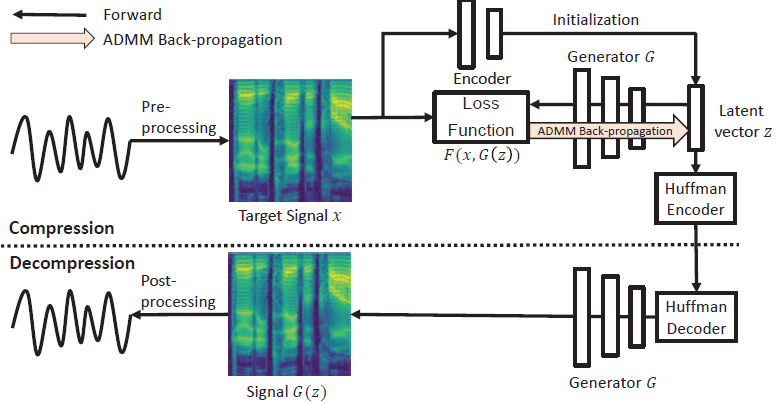 Forward
ADMM Back-propagation
Initialization
Encoder
Generator G
Pre-
processing
Loss
Function
ADMM Back-propagation
F(x, G(z))
Latent
vector z
Target Signal x
Huffman
Encoder
Compression
Decompression
Post-
processing
Huffman
Decoder
Signal G(z)
Generator G